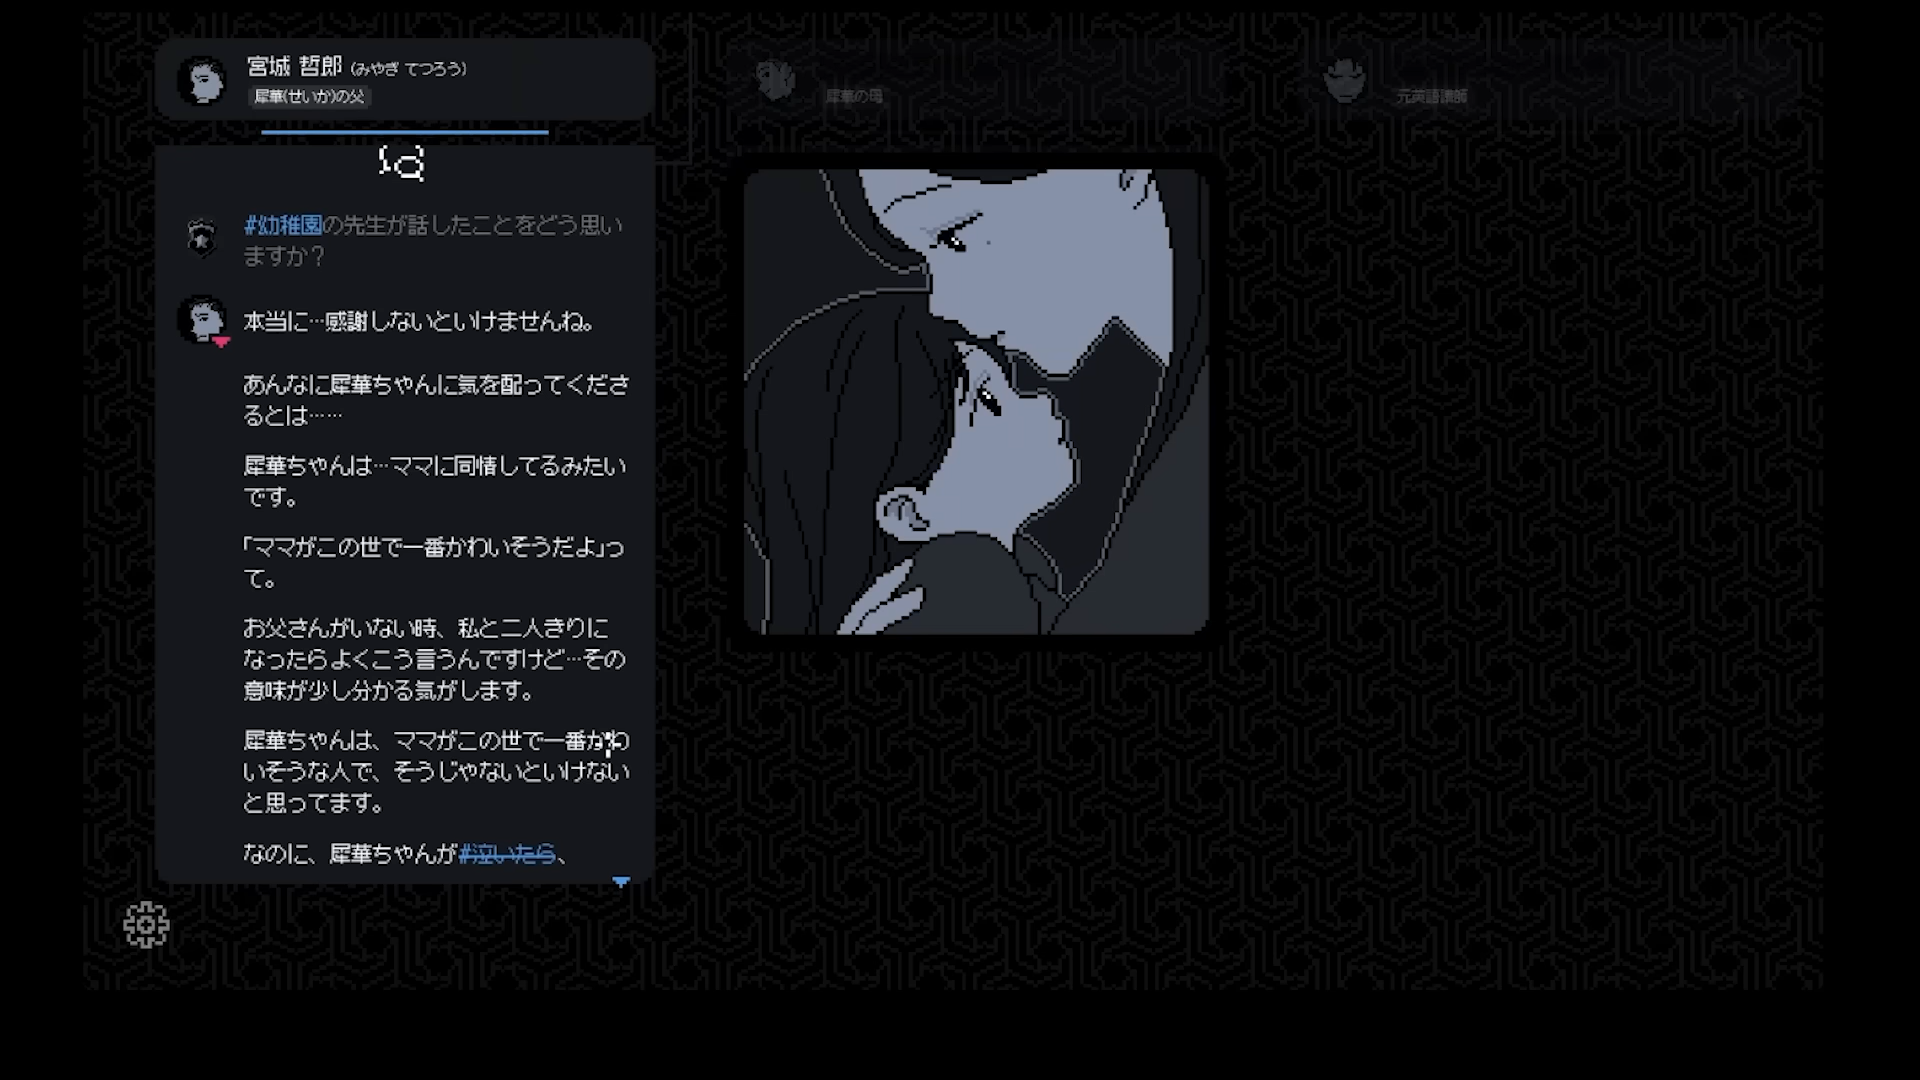 宮城 哲郎 (みやぎ てつろう)
犀華(せいか)の父
犀華の母
元英語講師
#幼稚園の先生が話したことをどう思い
ますか？
本当に…感謝しないといけませんね。
あんなに犀華ちゃんに気を配ってくださ
るとは……
犀華ちゃんは…ママに同情してるみたい
です。
「ママがこの世で一番かわいそうだよ」っ
て。
お父さんがいない時、私と二人きりに
なったらよくこう言うんですけど…その
意味が少し分かる気がします。
犀華ちゃんは、ママがこの世で一番かわ
いそうな人で、そうじゃないといけない
と思ってます。
なのに、犀華ちゃんが#泣いたら、